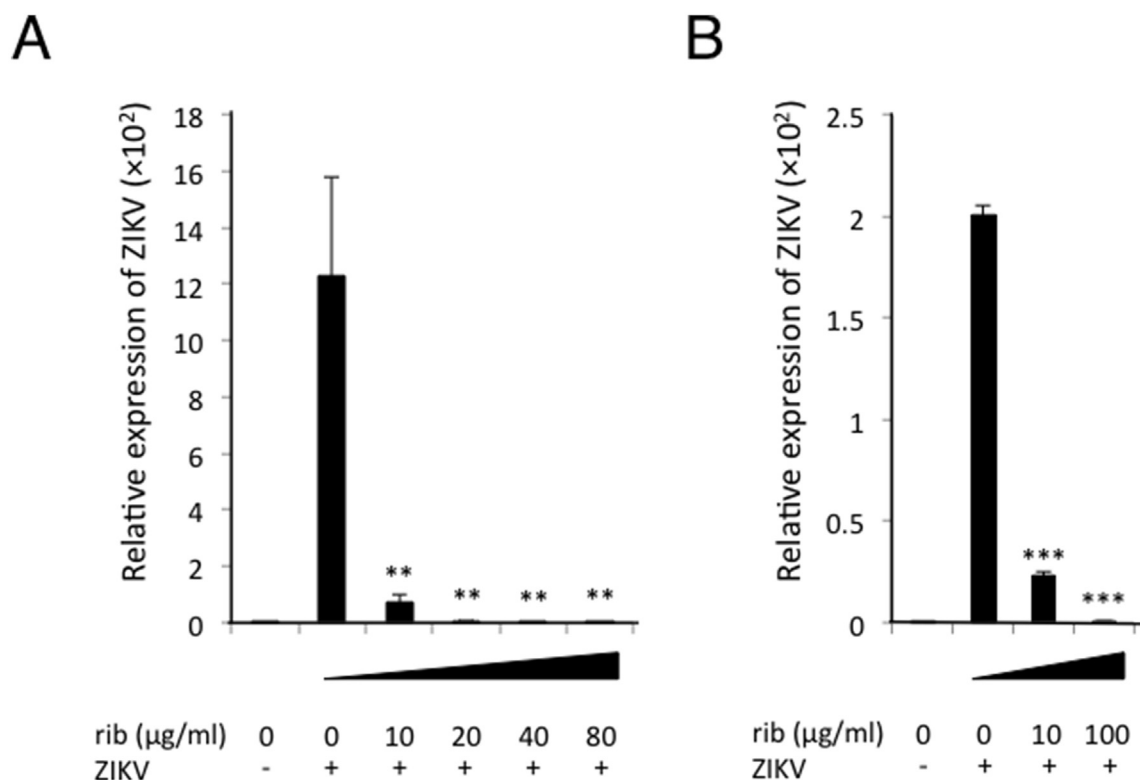 A
Relative expression of ZIKV (×10²)
18
16
14
12
10
8
6
4
2
0
**
**
**
**
rib (µg/ml) 0 0 10 20 40 80
ZIKV - + + + + +
B
Relative expression of ZIKV (×10²)
2.5
2
1.5
1
0.5
0
***
***
rib (µg/ml) 0 0 10 100
ZIKV - + + +